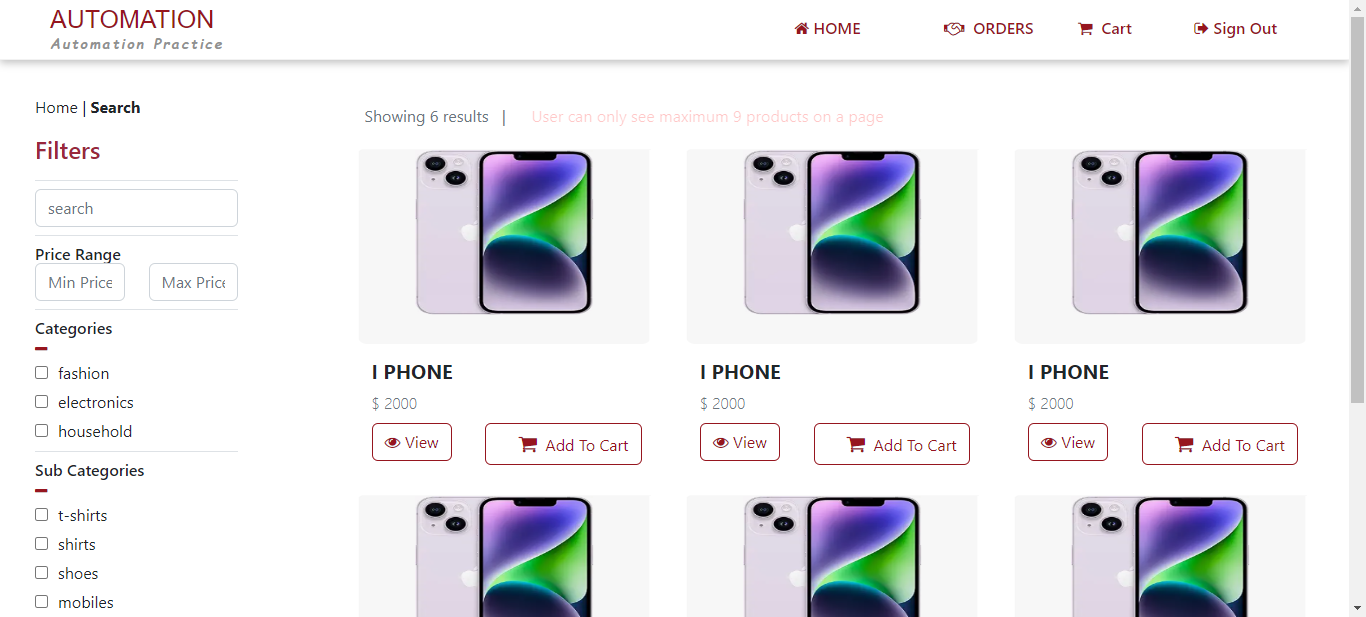 AUTOMATION
Automation Practice
HOME
ORDERS
Cart
Sign Out
Home | Search
Filters
search
Price Range
Min Price
Max Price
Categories
fashion
electronics
household
Sub Categories
t-shirts
shirts
shoes
mobiles
Showing 6 results |
User can only see maximum 9 products on a page
I PHONE
$ 2000
View
Add To Cart
I PHONE
$ 2000
View
Add To Cart
I PHONE
$ 2000
View
Add To Cart